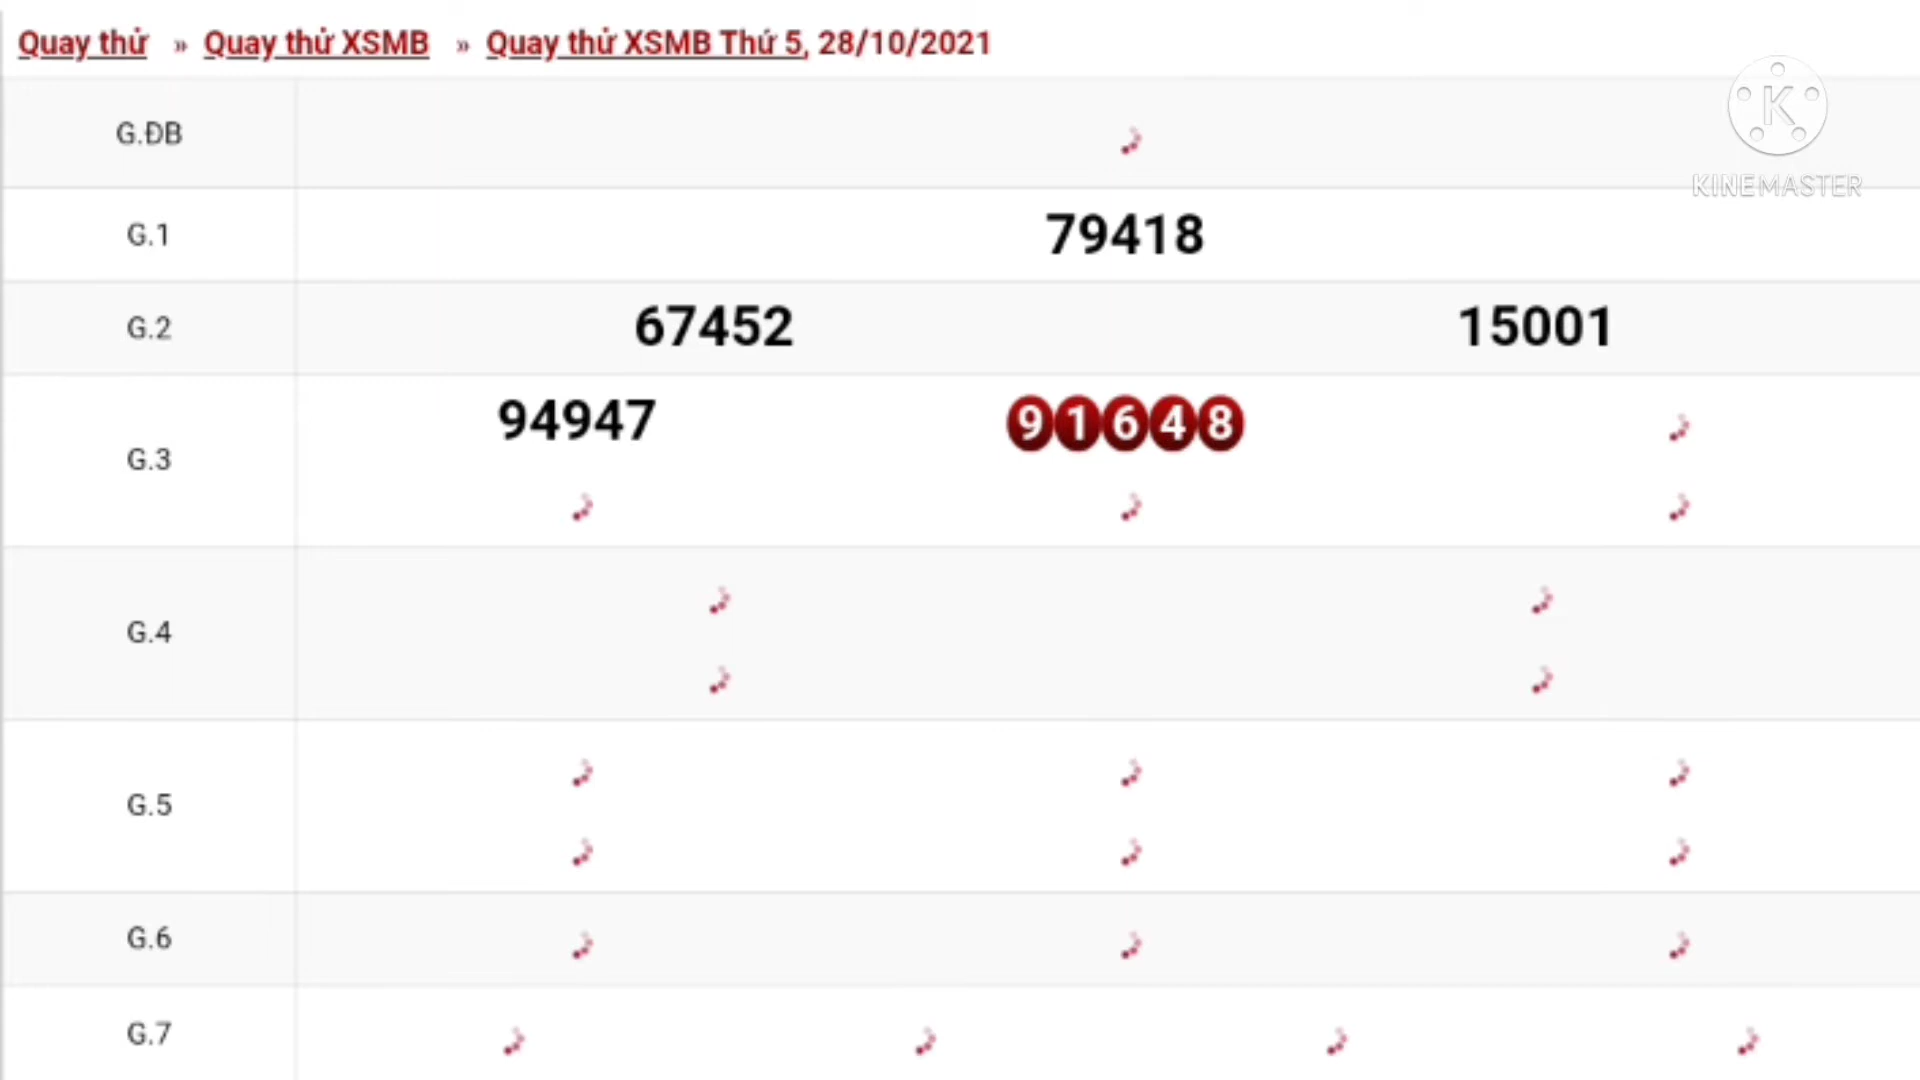 Quay thử » Quay thử XSMB » Quay thử XSMB Thứ 5, 28/10/2021
K
KINEMASTER
G.ĐB
G.1 79418
G.2 67452 15001
G.3 94947 91648
G.4
G.5
G.6
G.7